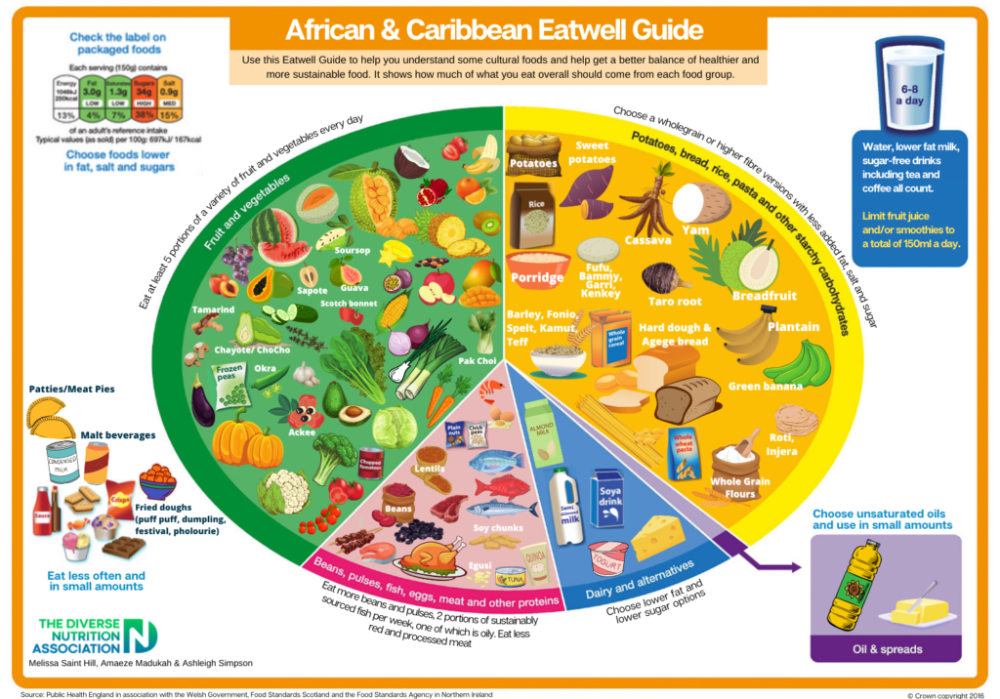 African & Caribbean Eatwell Guide
Use this Eatwell Guide to help you understand some cultural foods and help get a better balance of healthier and
more sustainable food. It shows how much of what you eat overall should come from each food group.
Check the label on
packaged foods
Each serving (150g) contains
Energy
1046kJ
250kcal
13%
Fat
3.0g
LOW
4%
Saturates
1.3g
LOW
7%
Sugars
34g
HIGH
38%
Salt
0.9g
MED
15%
of an adult's reference intake
Typical values (as sold) per 100g: 697kJ/ 167kcal
Choose foods lower
in fat, salt and sugars
6-8
a day
Water, lower fat milk,
sugar-free drinks
including tea and
coffee all count.
Limit fruit juice
and/or smoothies to
a total of 150ml a day.
Eat at least 5 portions of a variety of fruit and vegetables every day
Fruit and vegetables
Soursop
Sapote
Guava
Scotch bonnet
Tamarind
Chayote/ ChoCho
Pak Choi
Frozen
peas
Okra
Ackee
Chopped
tomatoes
Choose a wholegrain or higher fibre versions with less added fat, salt and sugar
Potatoes, bread, rice, pasta and other starchy carbohydrates
Potatoes
Sweet
potatoes
Rice
Cassava
Yam
Porridge
Fufu,
Bammy,
Garri,
Kenkey
Taro root
Breadfruit
Barley, Fonio,
Spelt, Kamut,
Teff
Whole
grain
cereal
Hard dough &
Agege bread
Plantain
Green banana
Whole
wheat
pasta
Roti,
Injera
Whole Grain
Flours
Plain
nuts
Chick
peas
Lentils
Beans
Soy chunks
Egusi
TUNA
QUINOA
Beans, pulses, fish, eggs, meat and other proteins
Eat more beans and pulses, 2 portions of sustainably
sourced fish per week, one of which is oily. Eat less
red and processed meat
ALMOND
MILK
Semi
skimmed
milk
Soya
drink
YOGURT
Dairy and alternatives
Choose lower fat and
lower sugar options
Patties/Meat Pies
Malt beverages
CONDENSED
MILK
Sauce
Crisps
Fried doughs
(puff puff, dumpling,
festival, pholourie)
Eat less often and
in small amounts
Choose unsaturated oils
and use in small amounts
Oil & spreads
THE DIVERSE
NUTRITION
ASSOCIATION
Melissa Saint Hill, Amaeze Madukah & Ashleigh Simpson
Source: Public Health England in association with the Welsh Government, Food Standards Scotland and the Food Standards Agency in Northern Ireland
© Crown copyright 2016